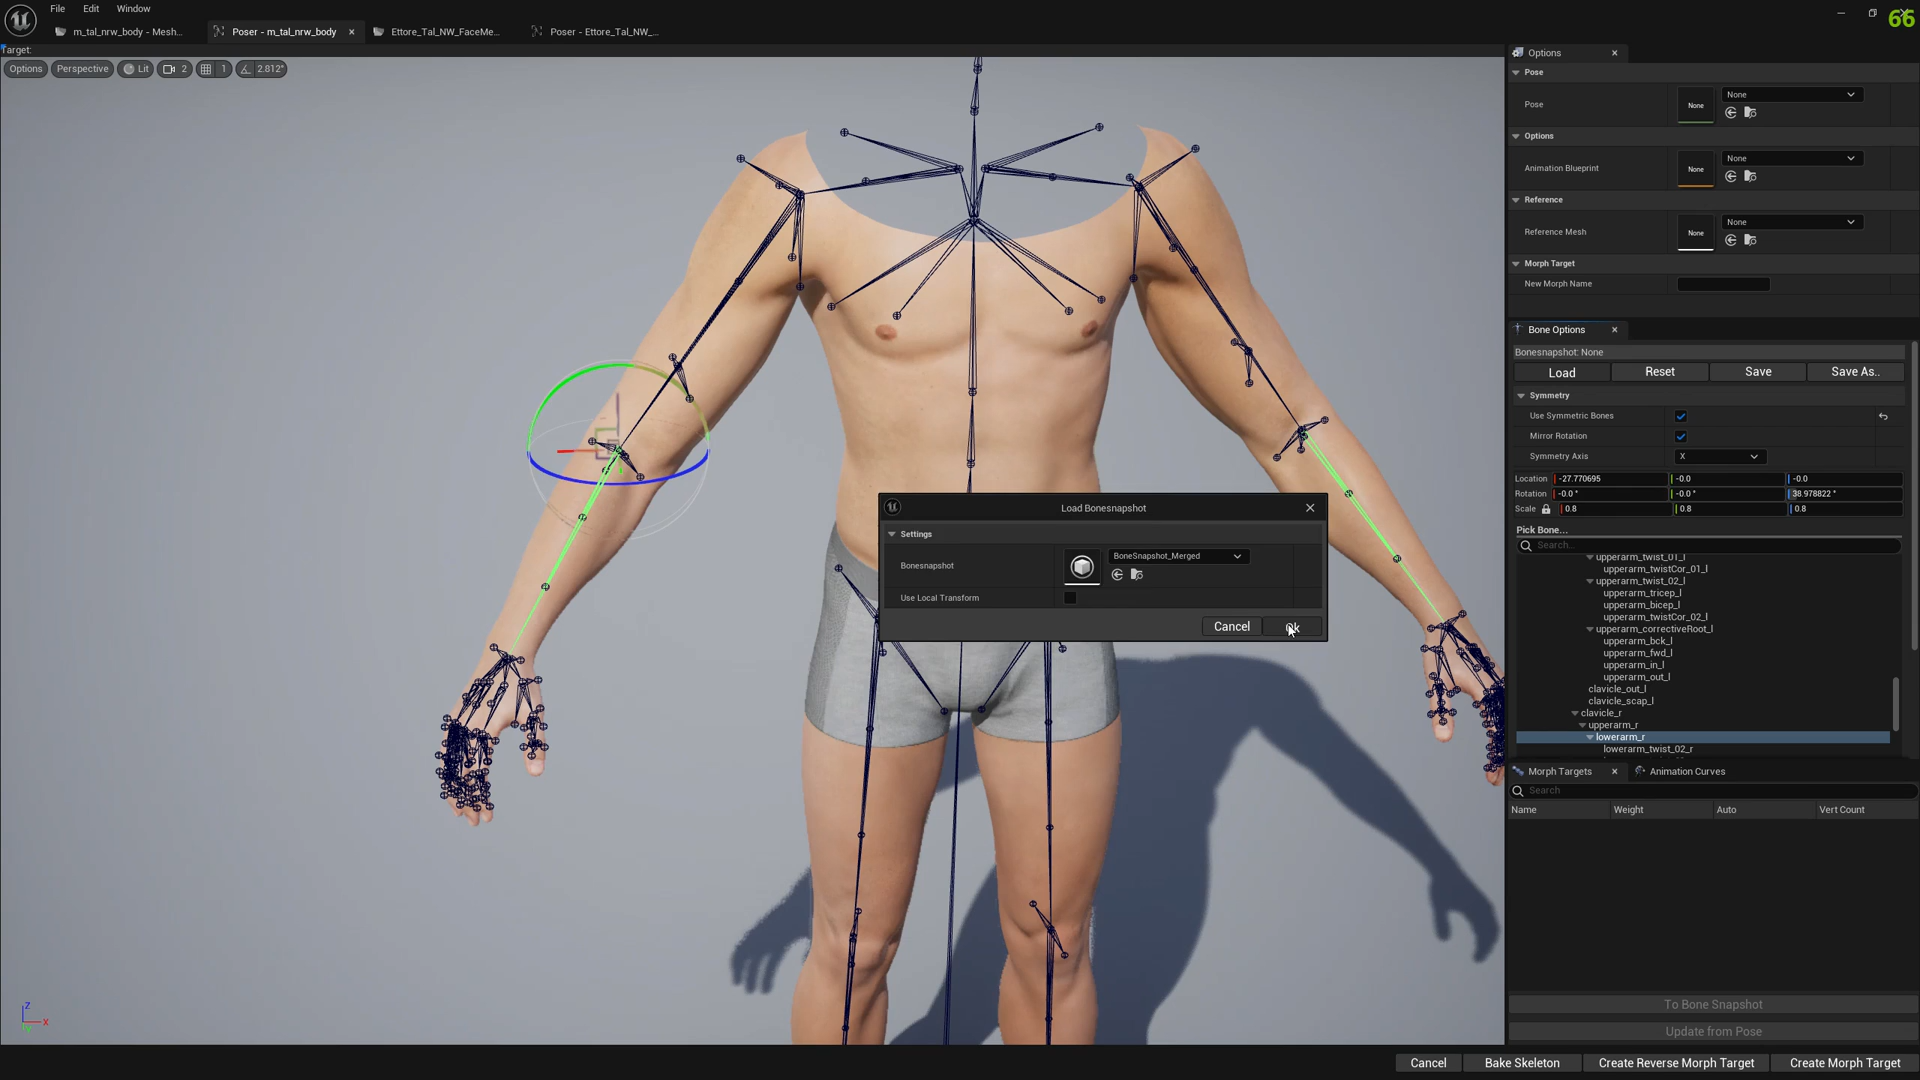 File Edit Window
66
m_tal_nrw_body - Mesh...
Poser - m_tal_nrw_body
Ettore_Tal_NW_FaceMe...
Poser - Ettore_Tal_NW_...
Target:
Options
Perspective
Lit
2
1
2.812°
Options
Pose
Pose
None
None
Options
Animation Blueprint
None
None
Reference
Reference Mesh
None
None
Morph Target
New Morph Name
Bone Options
Bonesnapshot: None
Load Reset Save Save As..
Symmetry
Use Symmetric Bones
Mirror Rotation
Symmetry Axis X
Location -27.770695 -0.0 -0.0
Rotation -0.0 ° -0.0 ° 38.978822 °
Scale 0.8 0.8 0.8
Pick Bone...
Search...
upperarm_twist_01_l
upperarm_twistCor_01_l
upperarm_twist_02_l
upperarm_tricep_l
upperarm_bicep_l
upperarm_twistCor_02_l
upperarm_correctiveRoot_l
upperarm_bck_l
upperarm_fwd_l
upperarm_in_l
upperarm_out_l
clavicle_out_l
clavicle_scap_l
clavicle_r
upperarm_r
lowerarm_r
lowerarm_twist_02_r
Load Bonesnapshot
Settings
Bonesnapshot
BoneSnapshot_Merged
Use Local Transform
Cancel
Ok
Morph Targets
Animation Curves
Search
Name Weight Auto Vert Count
To Bone Snapshot
Update from Pose
Z
X
Cancel
Bake Skeleton
Create Reverse Morph Target
Create Morph Target